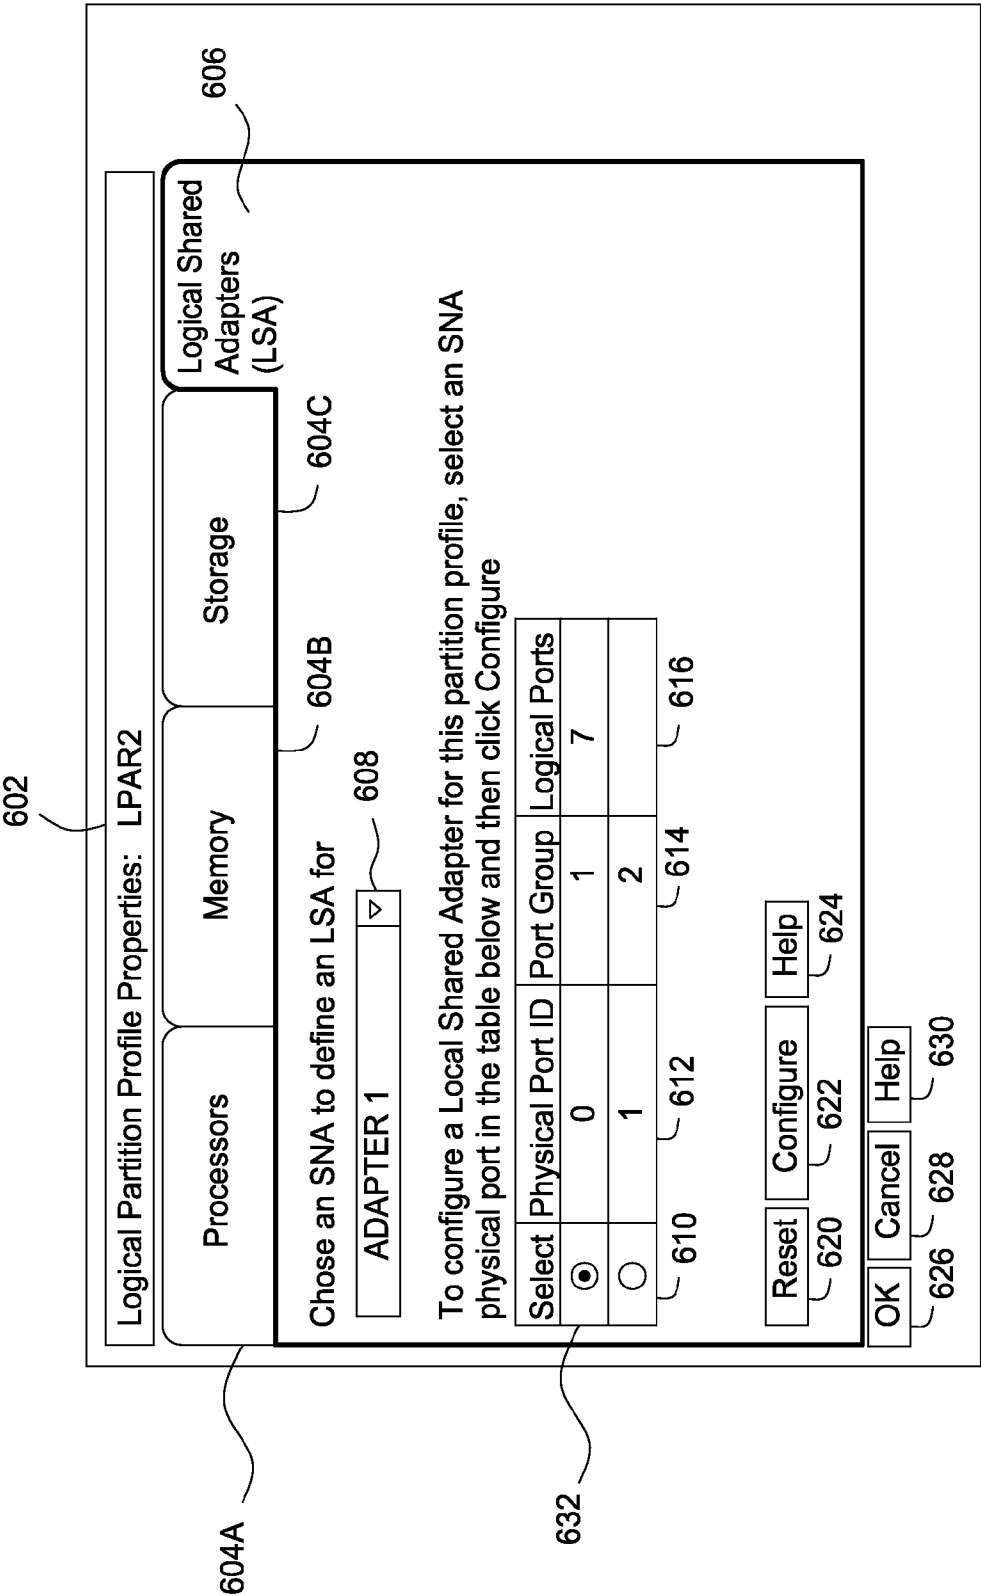 602
Logical Partition Profile Properties: LPAR2
Processors
Memory
Storage
Logical Shared
Adapters
(LSA)
606
604A
604B
604C
Chose an SNA to define an LSA for
ADAPTER 1
608
To configure a Local Shared Adapter for this partition profile, select an SNA
physical port in the table below and then click Configure
632
Select Physical Port ID Port Group Logical Ports
0 1 7
1 2
610 612 614 616
Reset Configure Help
620 622 624
OK Cancel Help
626 628 630